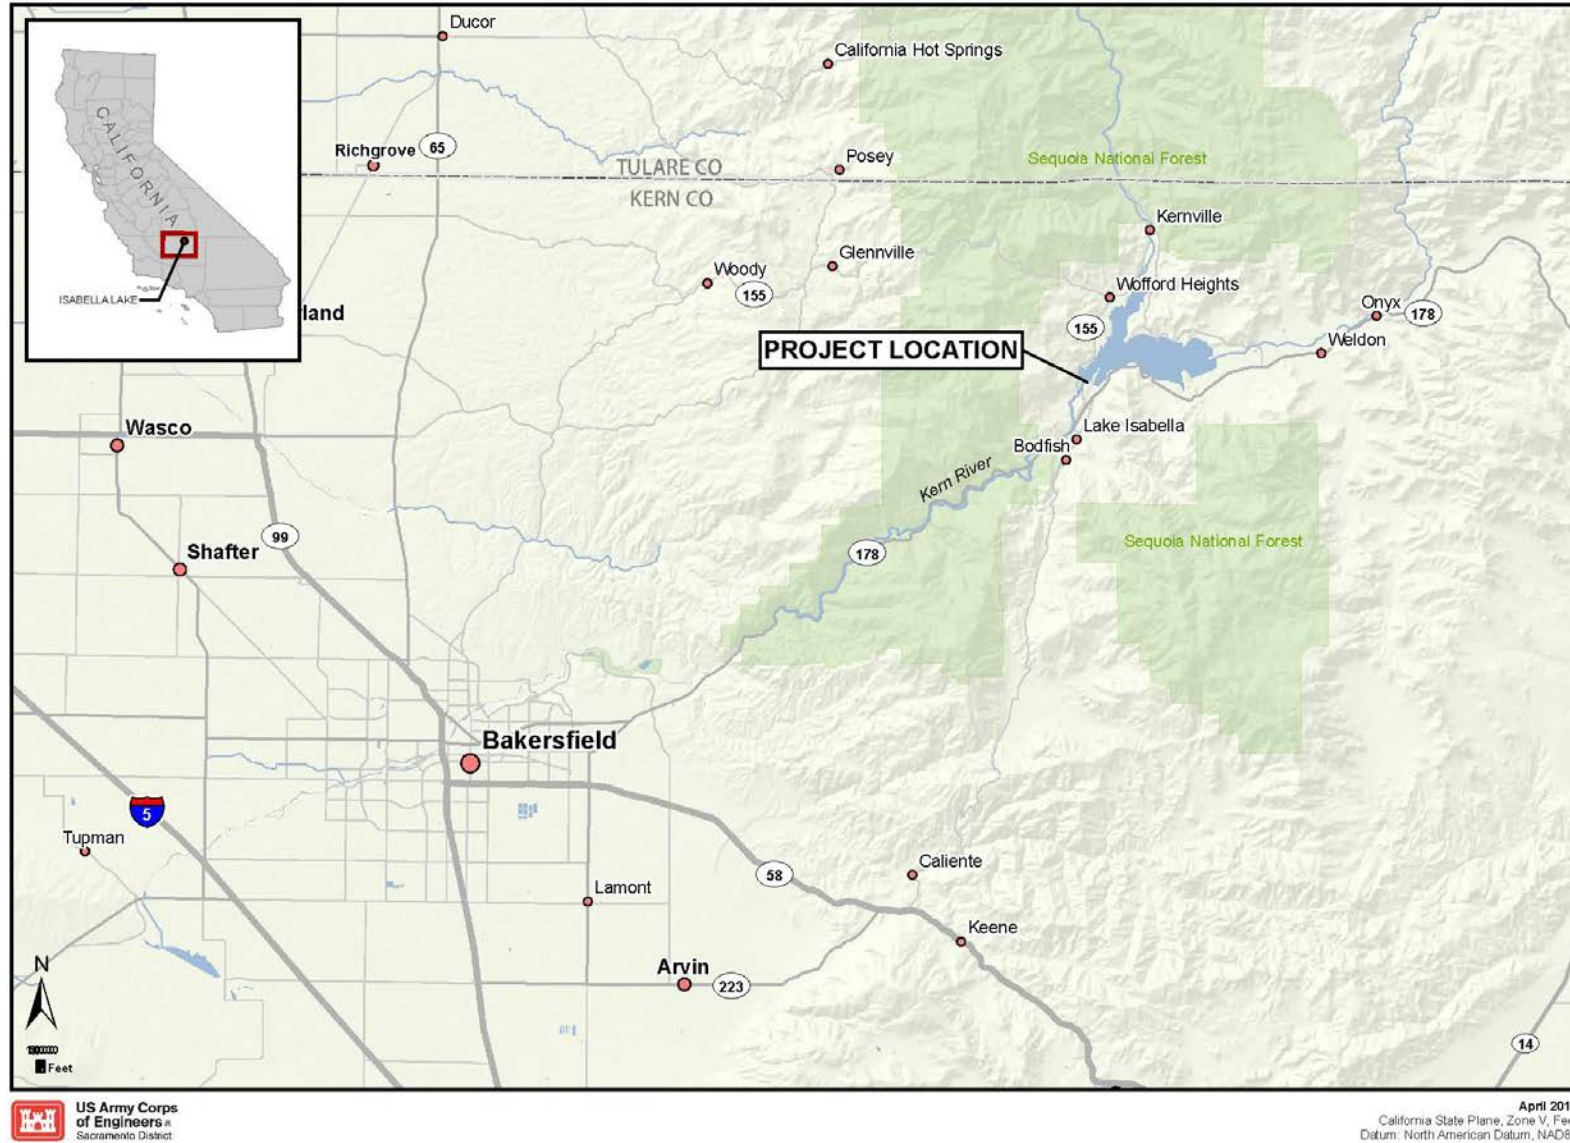 Ducor
California Hot Springs
CALIFORNIA
Richgrove
65
TULARE CO
KERN CO
Posey
Sequoia National Forest
Kernville
Glennville
Woody
155
Wofford Heights
ISABELLA LAKE
Onyx
178
155
Weldon
PROJECT LOCATION
Wasco
Lake Isabella
Bodfish
Kern River
99
Shafter
178
Sequoia National Forest
Bakersfield
5
Tupman
Lamont
58
Caliente
Keene
Arvin
223
N
Feet
14
US Army Corps
of Engineers ®
Sacramento District
April
California State Plane, Zone V,
Datum: North American Datum,